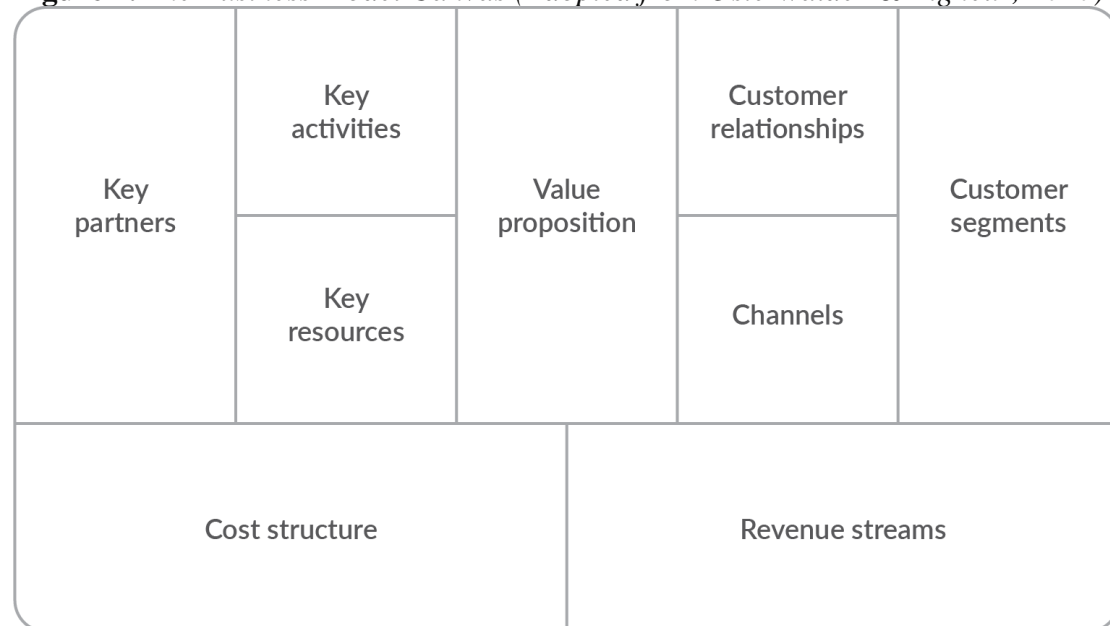 Key
partners
Key
activities
Key
resources
Value
proposition
Customer
relationships
Channels
Customer
segments
Cost structure
Revenue streams